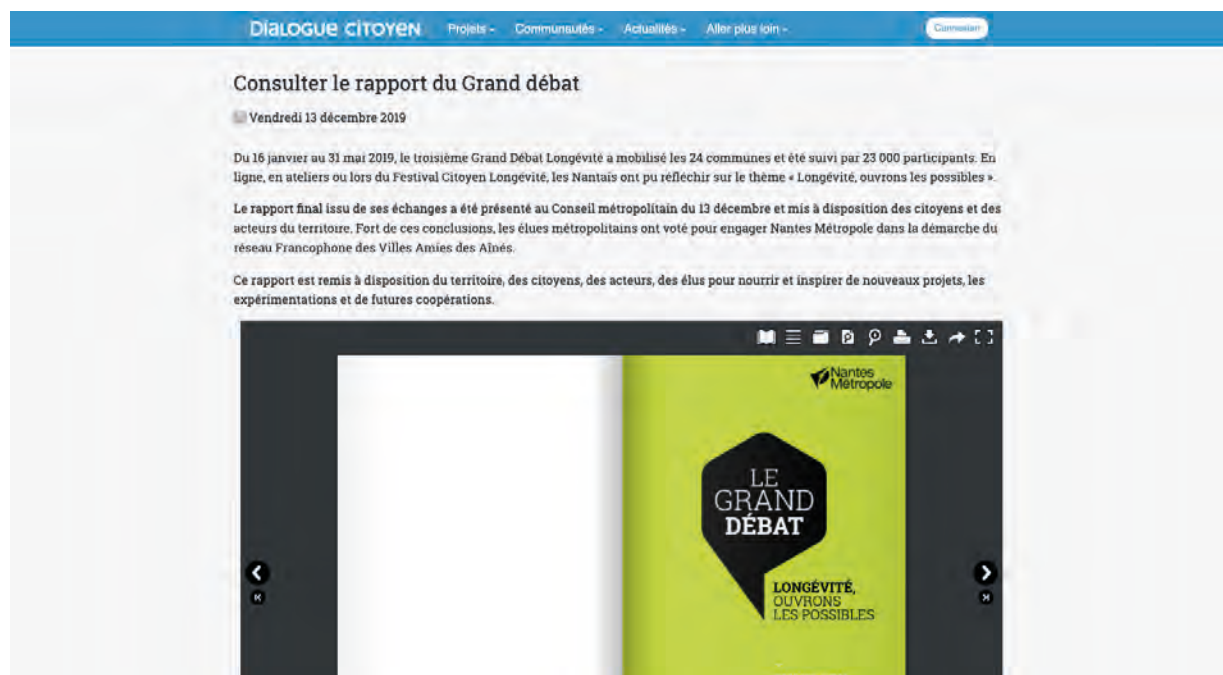 Dialogue citoyen
Projets
Communautés
Actualités
Aller plus loin
Connexion
Consulter le rapport du Grand débat
Vendredi 13 décembre 2019
Du 16 janvier au 31 mai 2019, le troisième Grand Débat Longévité a mobilisé les 24 communes et été suivi par 23 000 participants. En
ligne, en ateliers ou lors du Festival Citoyen Longévité, les Nantais ont pu réfléchir sur le thème « Longévité, ouvrons les possibles ».
Le rapport final issu de ses échanges a été présenté au Conseil métropolitain du 13 décembre et mis à disposition des citoyens et des
acteurs du territoire. Fort de ces conclusions, les élues métropolitains ont voté pour engager Nantes Métropole dans la démarche du
réseau Francophone des Villes Amies des Aînés.
Ce rapport est remis à disposition du territoire, des citoyens, des acteurs, des élus pour nourrir et inspirer de nouveaux projets, les
expérimentations et de futures coopérations.
Nantes
Métropole
LE
GRAND
DÉBAT
LONGÉVITÉ,
OUVRONS
LES POSSIBLES